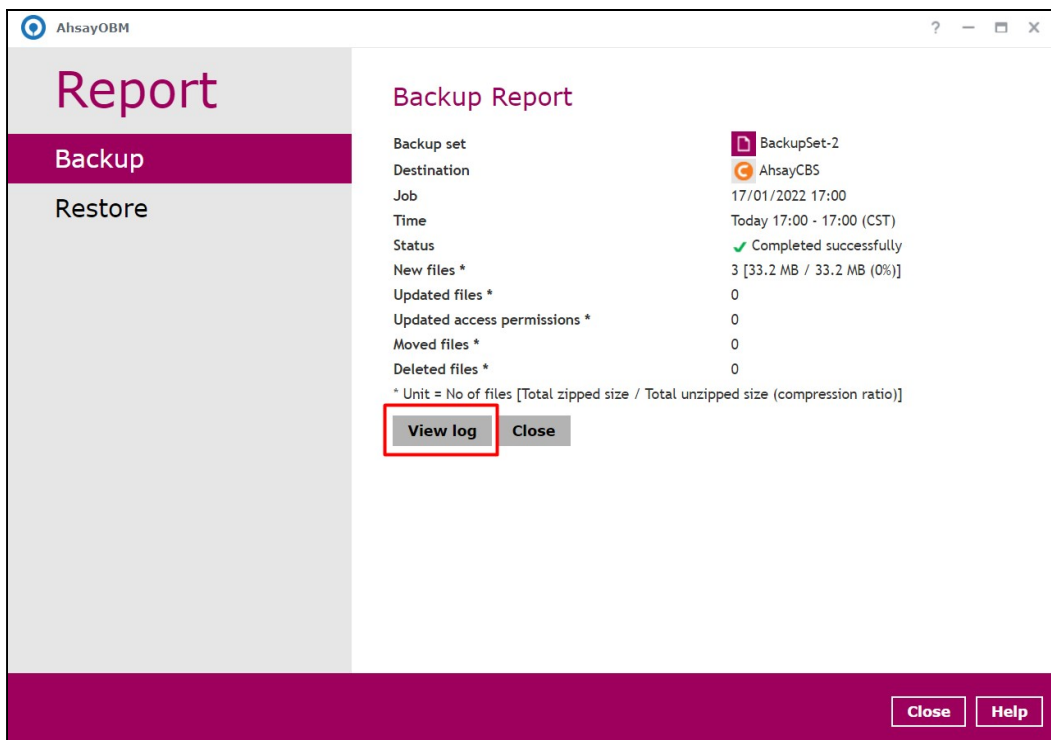 AhsayOBM
?
Report
Backup
Restore
Backup Report
Backup set BackupSet-2
Destination AhsayCBS
Job 17/01/2022 17:00
Time Today 17:00 - 17:00 (CST)
Status Completed successfully
New files * 3 [33.2 MB / 33.2 MB (0%)]
Updated files * 0
Updated access permissions * 0
Moved files * 0
Deleted files * 0
* Unit = No of files [Total zipped size / Total unzipped size (compression ratio)]
View log Close
Close Help